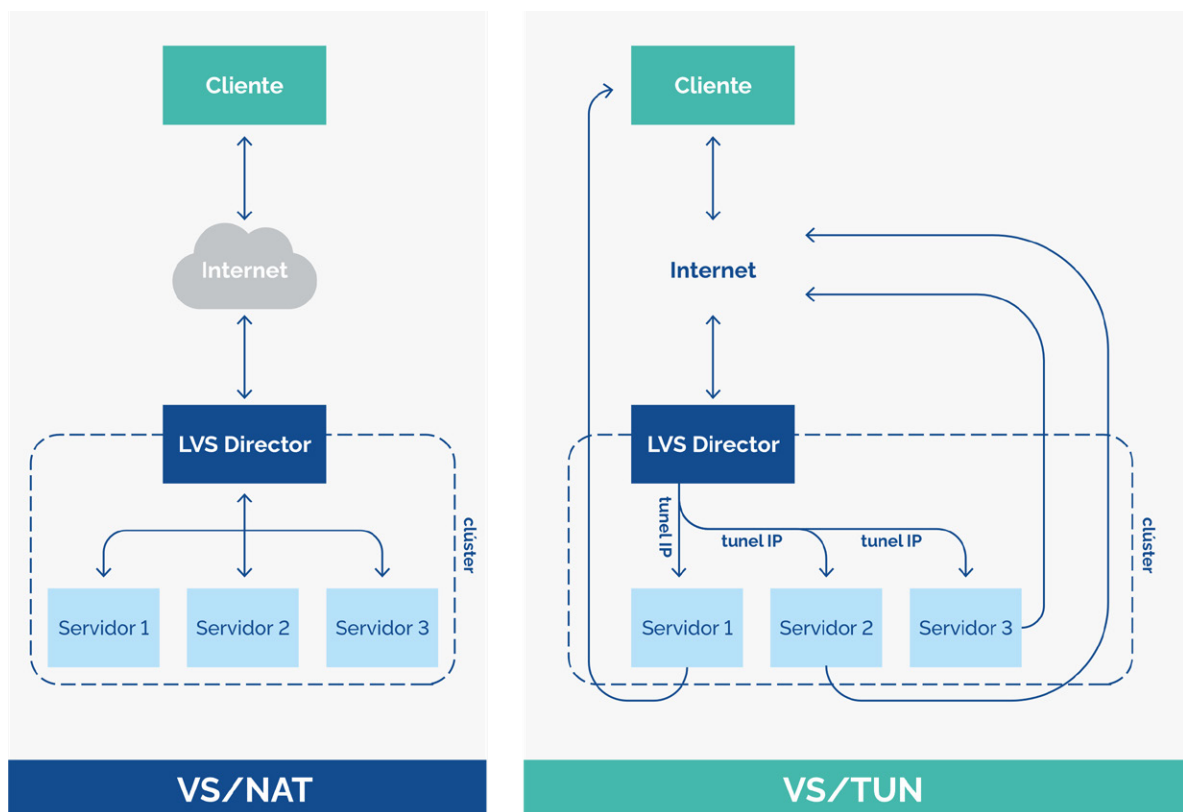 Cliente
Internet
LVS Director
clúster
Servidor 1
Servidor 2
Servidor 3
VS/NAT
Cliente
Internet
LVS Director
tunel IP
tunel IP
tunel IP
clúster
Servidor 1
Servidor 2
Servidor 3
VS/TUN